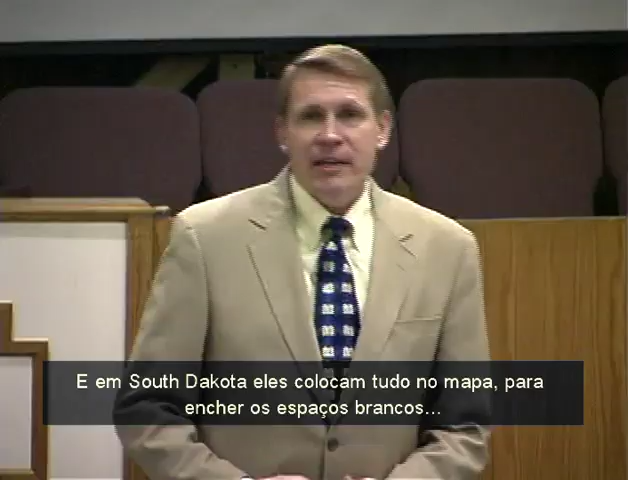 E em South Dakota eles colocam tudo no mapa, para
encher os espaços brancos...